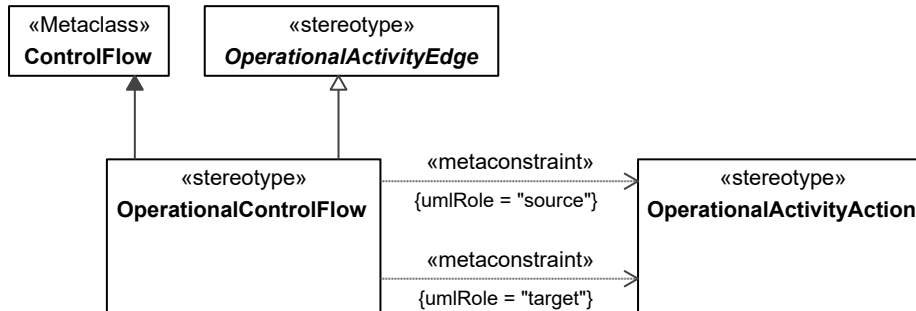 «Metaclass»
ControlFlow
«stereotype»
OperationalActivityEdge
«stereotype»
OperationalControlFlow
«metaconstraint»
{umlRole = "source"}
«metaconstraint»
{umlRole = "target"}
«stereotype»
OperationalActivityAction